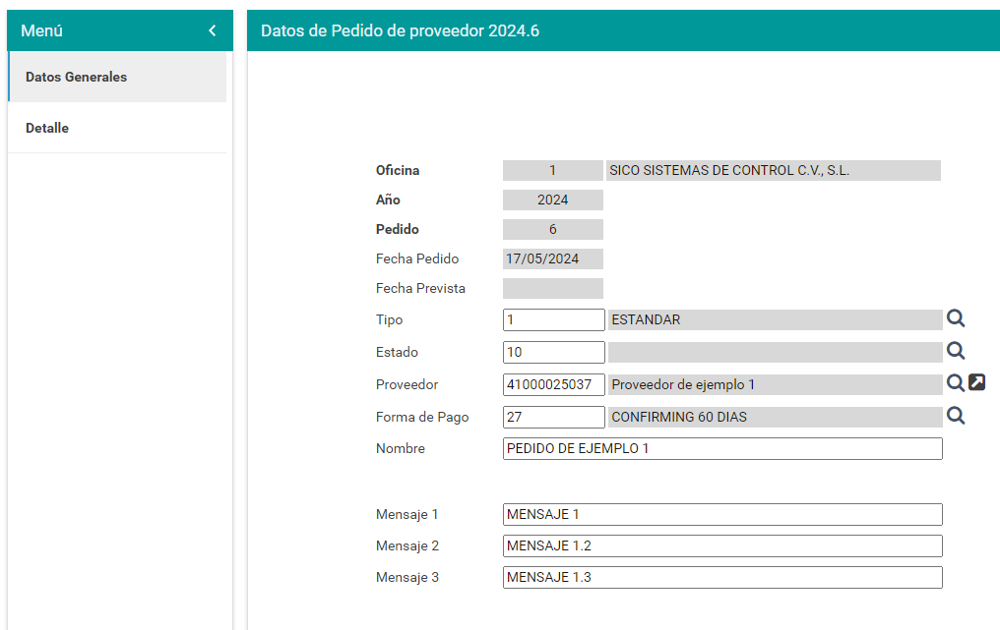 Menú
Datos Generales
Detalle
Datos de Pedido de proveedor 2024.6
Oficina 1 SICO SISTEMAS DE CONTROL C.V., S.L.
Año 2024
Pedido 6
Fecha Pedido 17/05/2024
Fecha Prevista
Tipo 1 ESTANDAR
Estado 10
Proveedor 41000025037 Proveedor de ejemplo 1
Forma de Pago 27 CONFIRMING 60 DIAS
Nombre PEDIDO DE EJEMPLO 1
Mensaje 1 MENSAJE 1
Mensaje 2 MENSAJE 1.2
Mensaje 3 MENSAJE 1.3